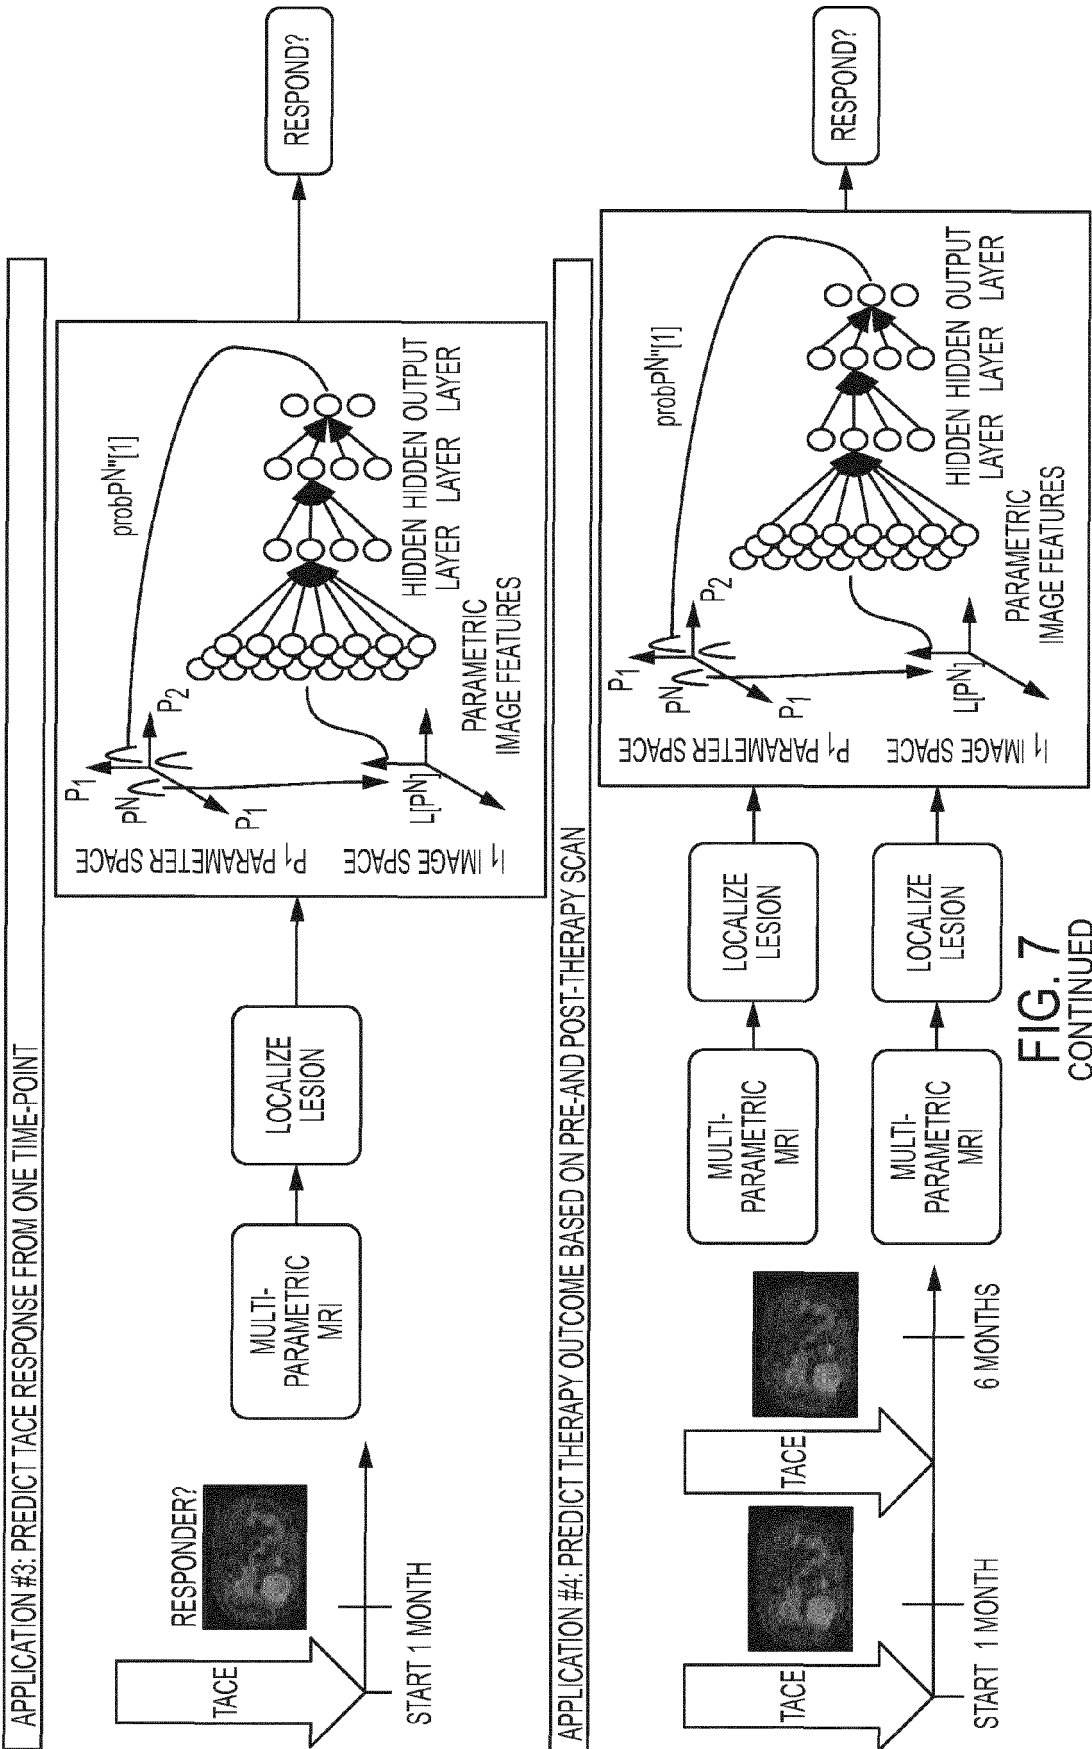 APPLICATION #3: PREDICT TACE RESPONSE FROM ONE TIME-POINT
TACE
RESPONDER?
START 1 MONTH
MULTI-
PARAMETRIC
MRI
LOCALIZE
LESION
P1 PARAMETER SPACE
I1 IMAGE SPACE
P1
PN
P1
P2
L[PN]
probPN"[1]
PARAMETRIC
IMAGE FEATURES
HIDDEN HIDDEN OUTPUT
LAYER LAYER LAYER
RESPOND?
APPLICATION #4: PREDICT THERAPY OUTCOME BASED ON PRE-AND POST-THERAPY SCAN
TACE
TACE
START 1 MONTH
6 MONTHS
MULTI-
PARAMETRIC
MRI
LOCALIZE
LESION
MULTI-
PARAMETRIC
MRI
LOCALIZE
LESION
P1 PARAMETER SPACE
I1 IMAGE SPACE
P1
PN
P1
P2
L[PN]
probPN"[1]
PARAMETRIC
IMAGE FEATURES
HIDDEN HIDDEN OUTPUT
LAYER LAYER LAYER
RESPOND?
FIG. 7
CONTINUED